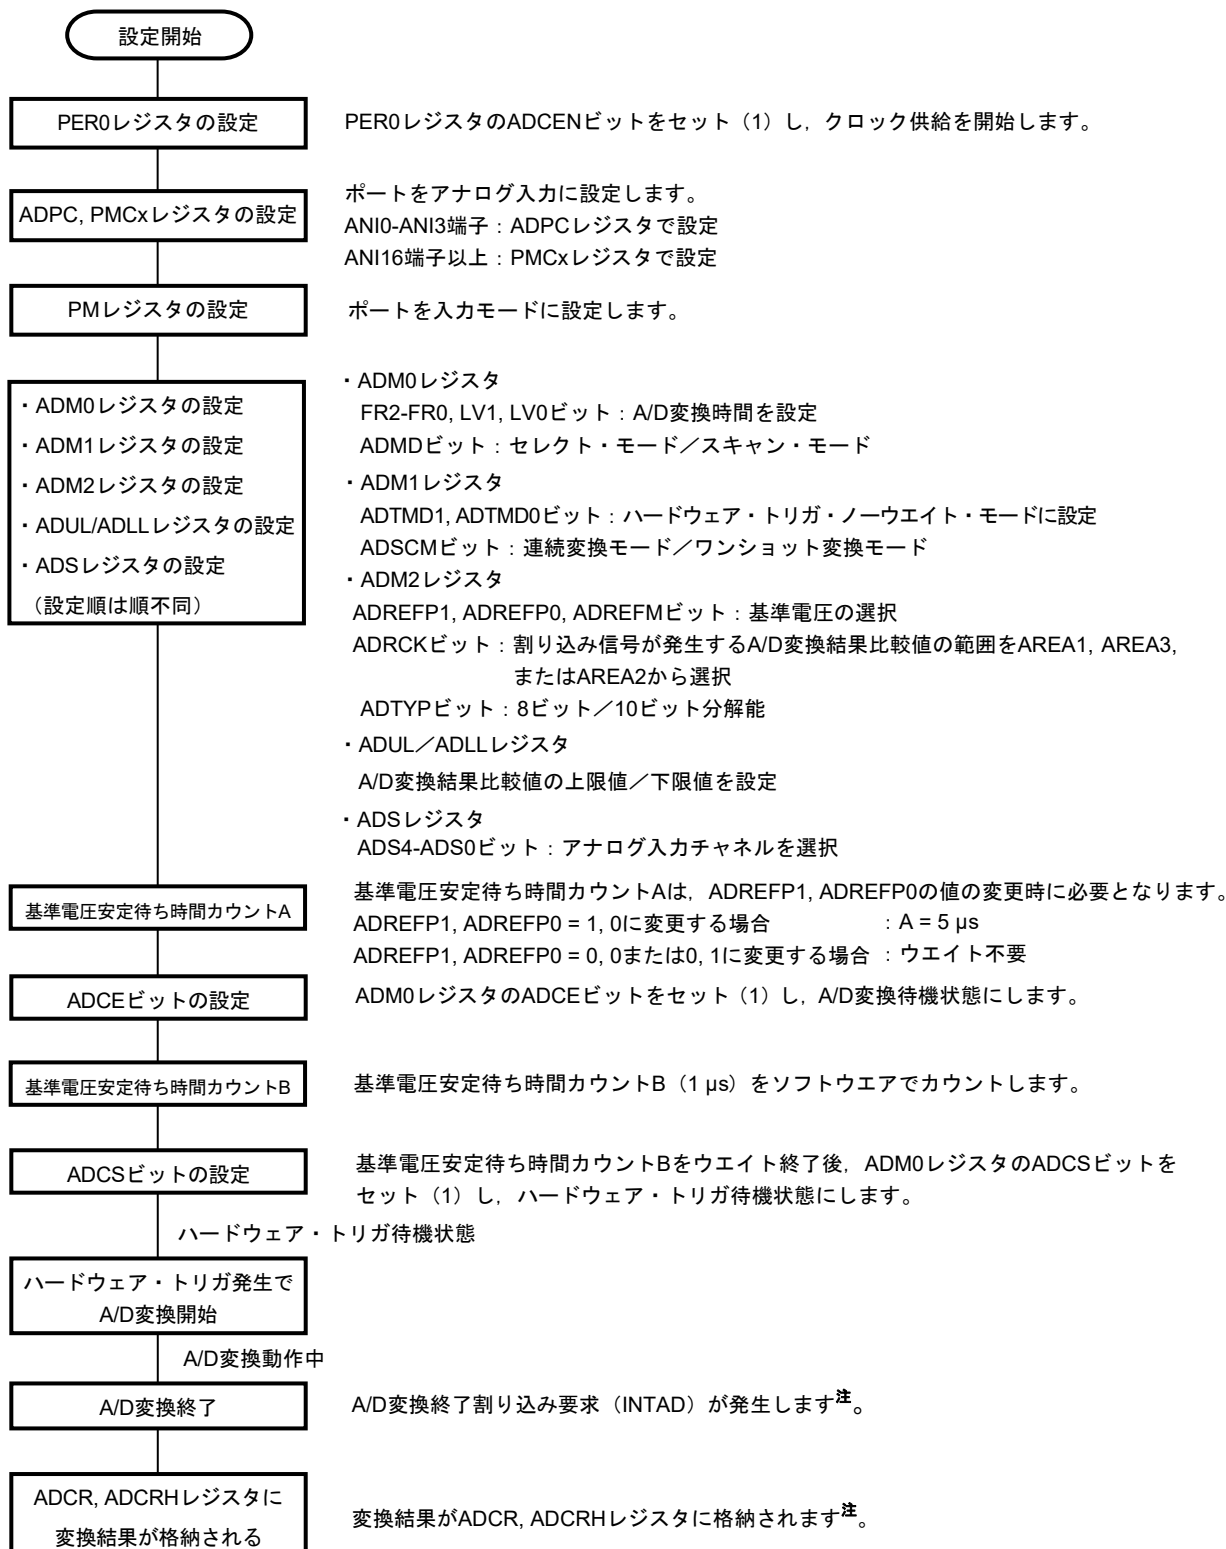 設定開始
PER0レジスタの設定
PER0レジスタのADCENビットをセット（1）し，クロック供給を開始します。
ADPC, PMCxレジスタの設定
ポートをアナログ入力に設定します。
ANI0-ANI3端子：ADPCレジスタで設定
ANI16端子以上：PMCxレジスタで設定
PMレジスタの設定
ポートを入力モードに設定します。
・ADM0レジスタの設定
・ADM1レジスタの設定
・ADM2レジスタの設定
・ADUL/ADLLレジスタの設定
・ADSレジスタの設定
（設定順は順不同）
・ADM0レジスタ
FR2-FR0, LV1, LV0ビット：A/D変換時間を設定
ADMDビット：セレクト・モード／スキャン・モード
・ADM1レジスタ
ADTMD1, ADTMD0ビット：ハードウェア・トリガ・ノーウエイト・モードに設定
ADSCMビット：連続変換モード／ワンショット変換モード
・ADM2レジスタ
ADREFP1, ADREFP0, ADREFMビット：基準電圧の選択
ADRCKビット：割り込み信号が発生するA/D変換結果比較値の範囲をAREA1, AREA3,
またはAREA2から選択
ADTYPビット：8ビット／10ビット分解能
・ADUL／ADLLレジスタ
A/D変換結果比較値の上限値／下限値を設定
・ADSレジスタ
ADS4-ADS0ビット：アナログ入力チャネルを選択
基準電圧安定待ち時間カウントA
基準電圧安定待ち時間カウントAは，ADREFP1, ADREFP0の値の変更時に必要となります。
ADREFP1, ADREFP0 = 1, 0に変更する場合 ：A = 5 µs
ADREFP1, ADREFP0 = 0, 0または0, 1に変更する場合 ：ウエイト不要
ADCEビットの設定
ADM0レジスタのADCEビットをセット（1）し，A/D変換待機状態にします。
基準電圧安定待ち時間カウントB
基準電圧安定待ち時間カウントB（1 µs）をソフトウエアでカウントします。
ADCSビットの設定
基準電圧安定待ち時間カウントBをウエイト終了後，ADM0レジスタのADCSビットを
セット（1）し，ハードウェア・トリガ待機状態にします。
ハードウェア・トリガ待機状態
ハードウェア・トリガ発生で
A/D変換開始
A/D変換動作中
A/D変換終了
A/D変換終了割り込み要求（INTAD）が発生します注。
ADCR, ADCRHレジスタに
変換結果が格納される
変換結果がADCR, ADCRHレジスタに格納されます注。